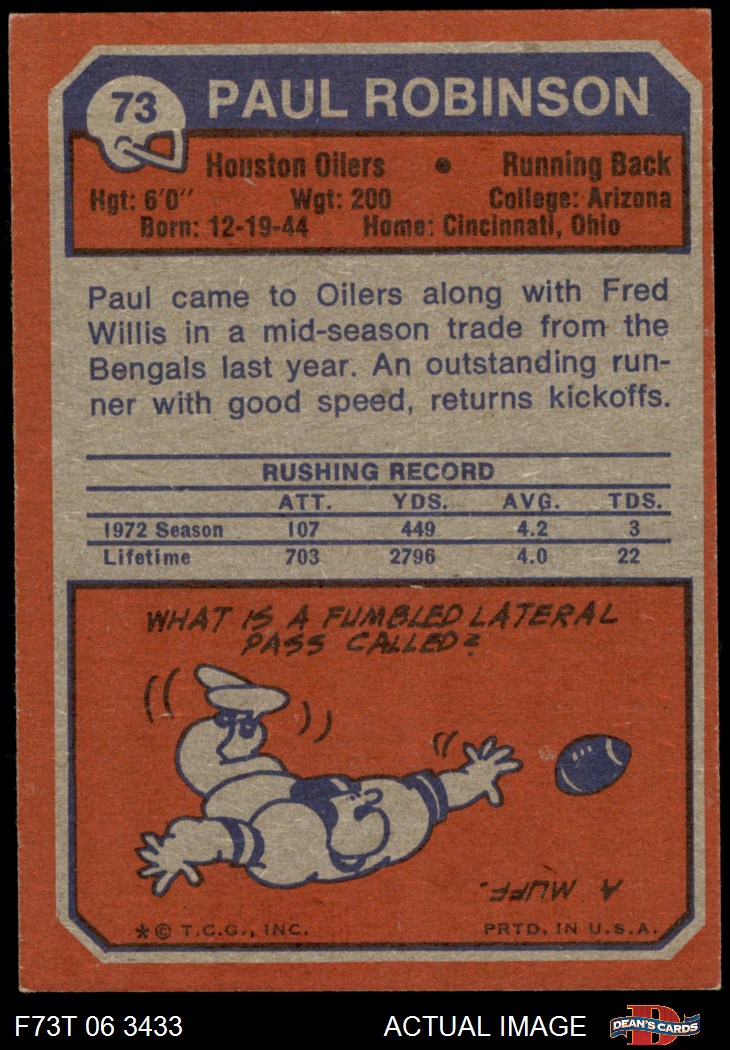 73 PAUL ROBINSON
Houston Oilers • Running Back
Hgt: 6'0" Wgt: 200 College: Arizona
Born: 12-19-44 Home: Cincinnati, Ohio
Paul came to Oilers along with Fred
Willis in a mid-season trade from the
Bengals last year. An outstanding run-
ner with good speed, returns kickoffs.
RUSHING RECORD
ATT. YDS. AVG. TDS.
1972 Season 107 449 4.2 3
Lifetime 703 2796 4.0 22
WHAT IS A FUMBLED LATERAL
PASS CALLED?
A MUFF.
*© T.C.G., INC. PRTD. IN U.S.A.
F73T 06 3433 ACTUAL IMAGE D DEAN'S CARDS